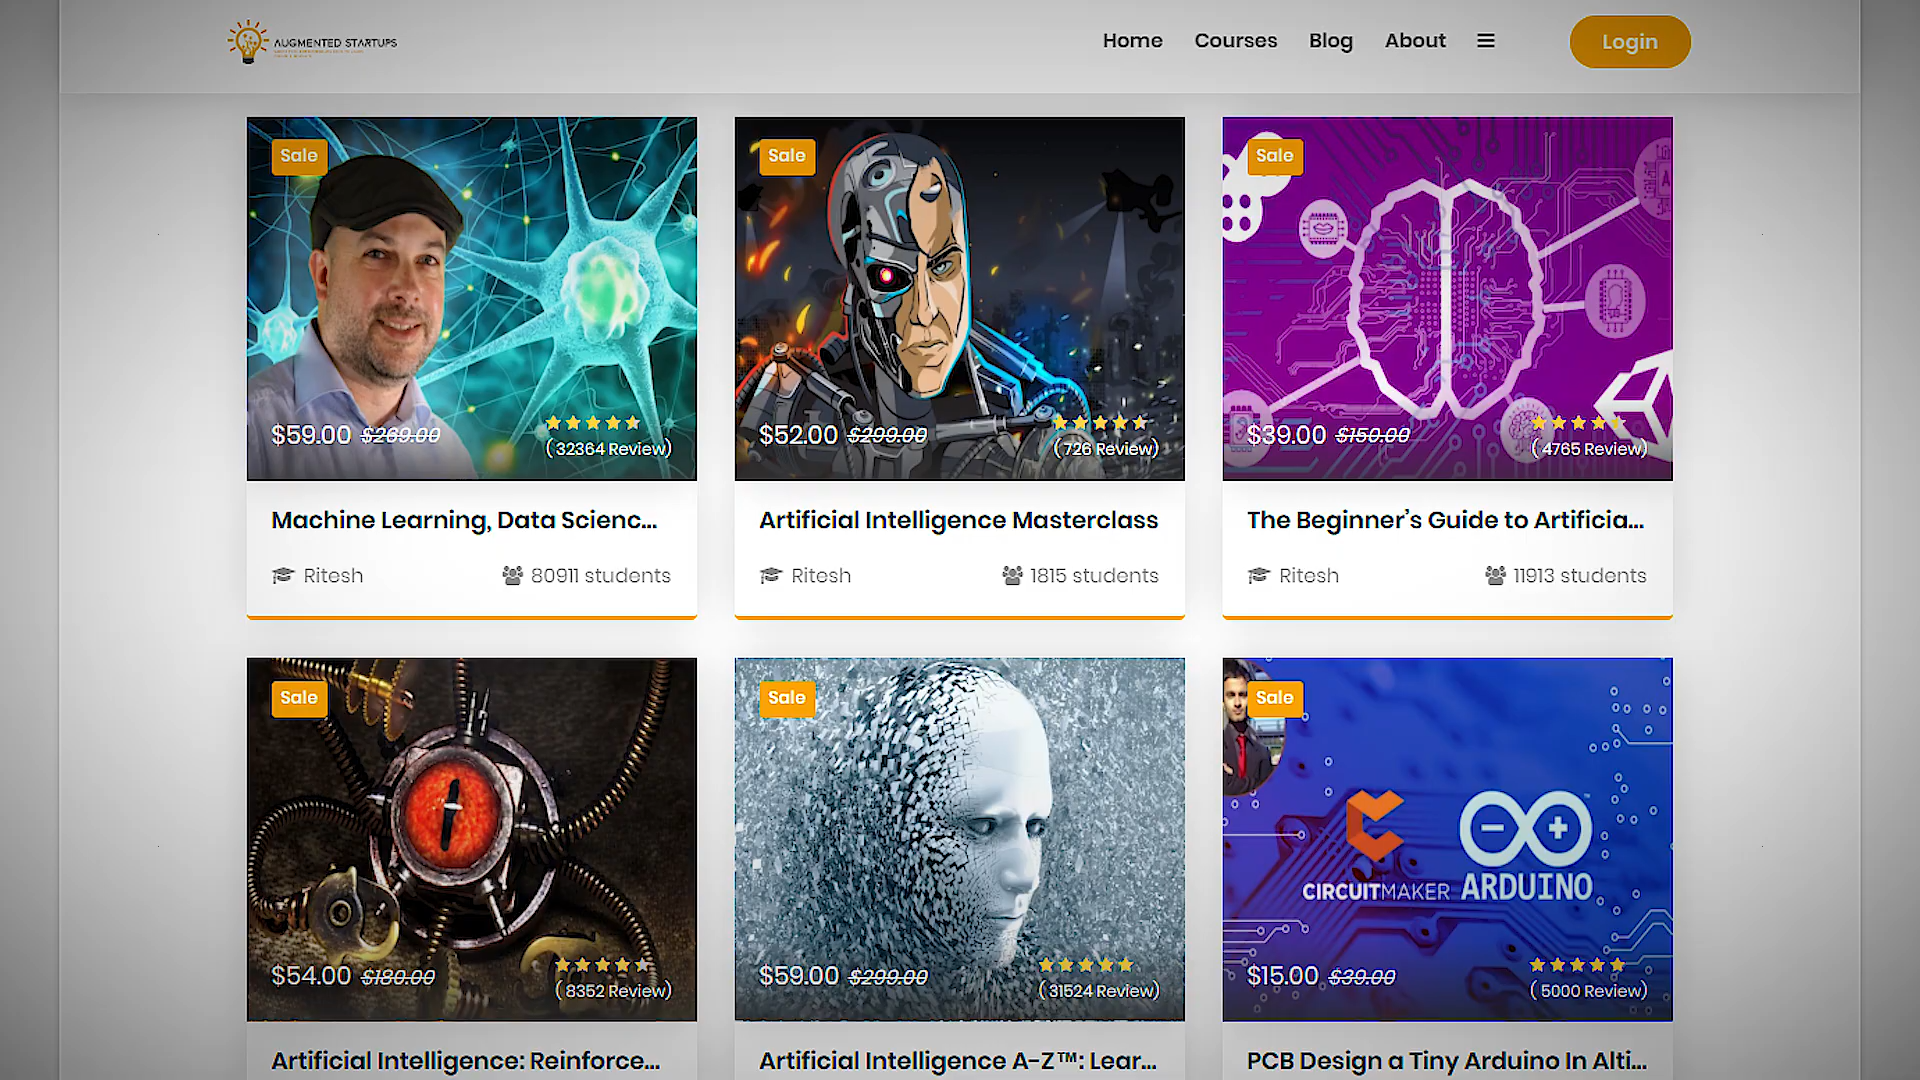 AUGMENTED STARTUPS
Home Courses Blog About Login
Sale Sale Sale
$59.00 $269.00 ( 32364 Review)
$52.00 $299.00 ( 726 Review)
$39.00 $150.00 ( 4765 Review)
Machine Learning, Data Scienc...
Artificial Intelligence Masterclass
The Beginner’s Guide to Artificia...
Ritesh 80911 students
Ritesh 1815 students
Ritesh 11913 students
Sale Sale Sale
CIRCUITMAKER ARDUINO
$54.00 $180.00 ( 8352 Review)
$59.00 $299.00 ( 31524 Review)
$15.00 $39.00 ( 5000 Review)
Artificial Intelligence: Reinforce...
Artificial Intelligence A-Z™: Lear...
PCB Design a Tiny Arduino In Alti...